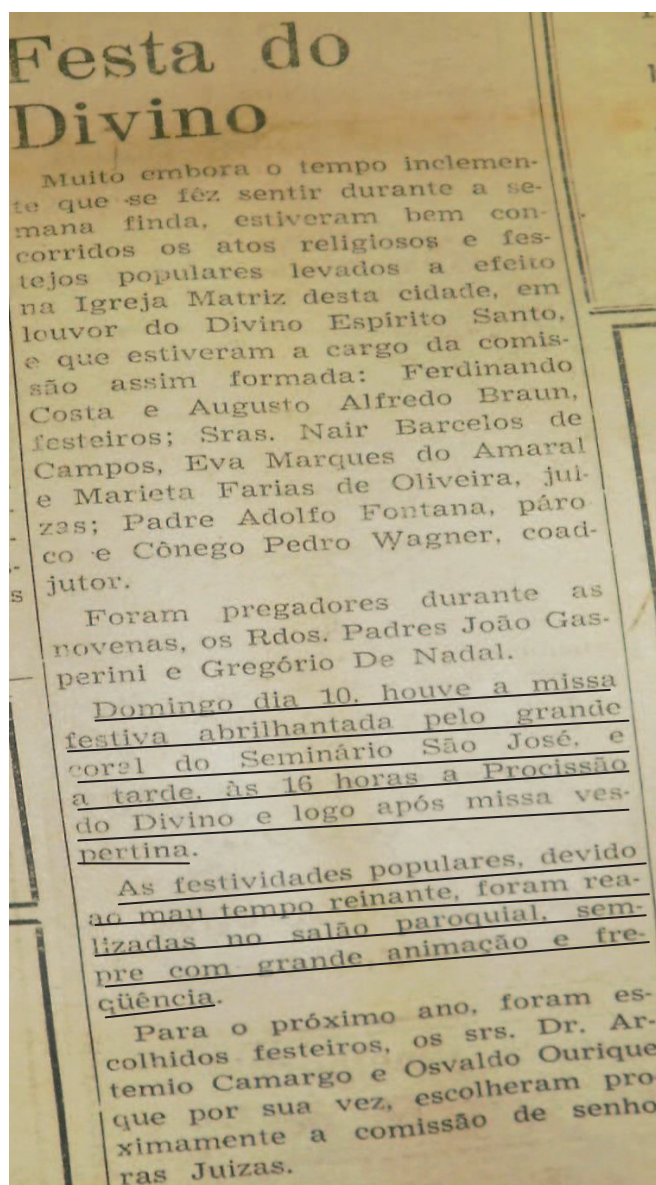 Festa do
Divino
Muito embora o tempo inclemen-
te que se fêz sentir durante a se-
mana finda, estiveram bem con-
corridos os atos religiosos e fes-
tejos populares levados a efeito
na Igreja Matriz desta cidade, em
louvor do Divino Espirito Santo,
e que estiveram a cargo da comis-
são assim formada: Ferdinando
Costa e Augusto Alfredo Braun,
festeiros; Sras. Nair Barcelos de
Campos, Eva Marques do Amaral
e Marieta Farias de Oliveira, jui-
zas; Padre Adolfo Fontana, páro
co e Cônego Pedro Wagner, coad-
jutor.
Foram pregadores durante as
novenas, os Rdos. Padres João Gas-
perini e Gregório De Nadal.
Domingo dia 10, houve a missa
festiva abrilhantada pelo grande
coral do Seminário São José, e
a tarde, às 16 horas a Procissão
do Divino e logo após missa ves-
pertina.
As festividades populares, devido
ao mau tempo reinante, foram rea-
lizadas no salão paroquial, sem-
pre com grande animação e fre-
qüência.
Para o próximo ano, foram es-
colhidos festeiros, os srs. Dr. Ar-
temio Camargo e Osvaldo Ourique
que por sua vez, escolheram pro
ximamente a comissão de senho
ras Juizas.